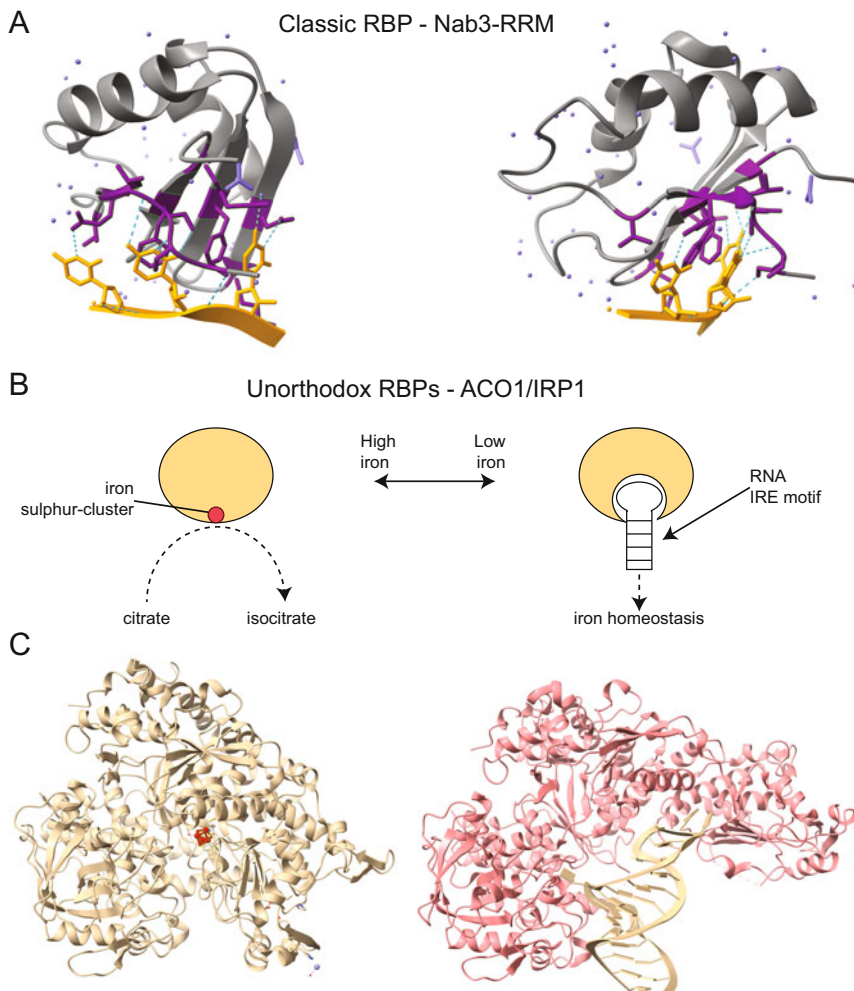 A
Classic RBP - Nab3-RRM
B
Unorthodox RBPs - ACO1/IRP1
High
iron
Low
iron
iron
sulphur-cluster
RNA
IRE motif
citrate
isocitrate
iron homeostasis
C